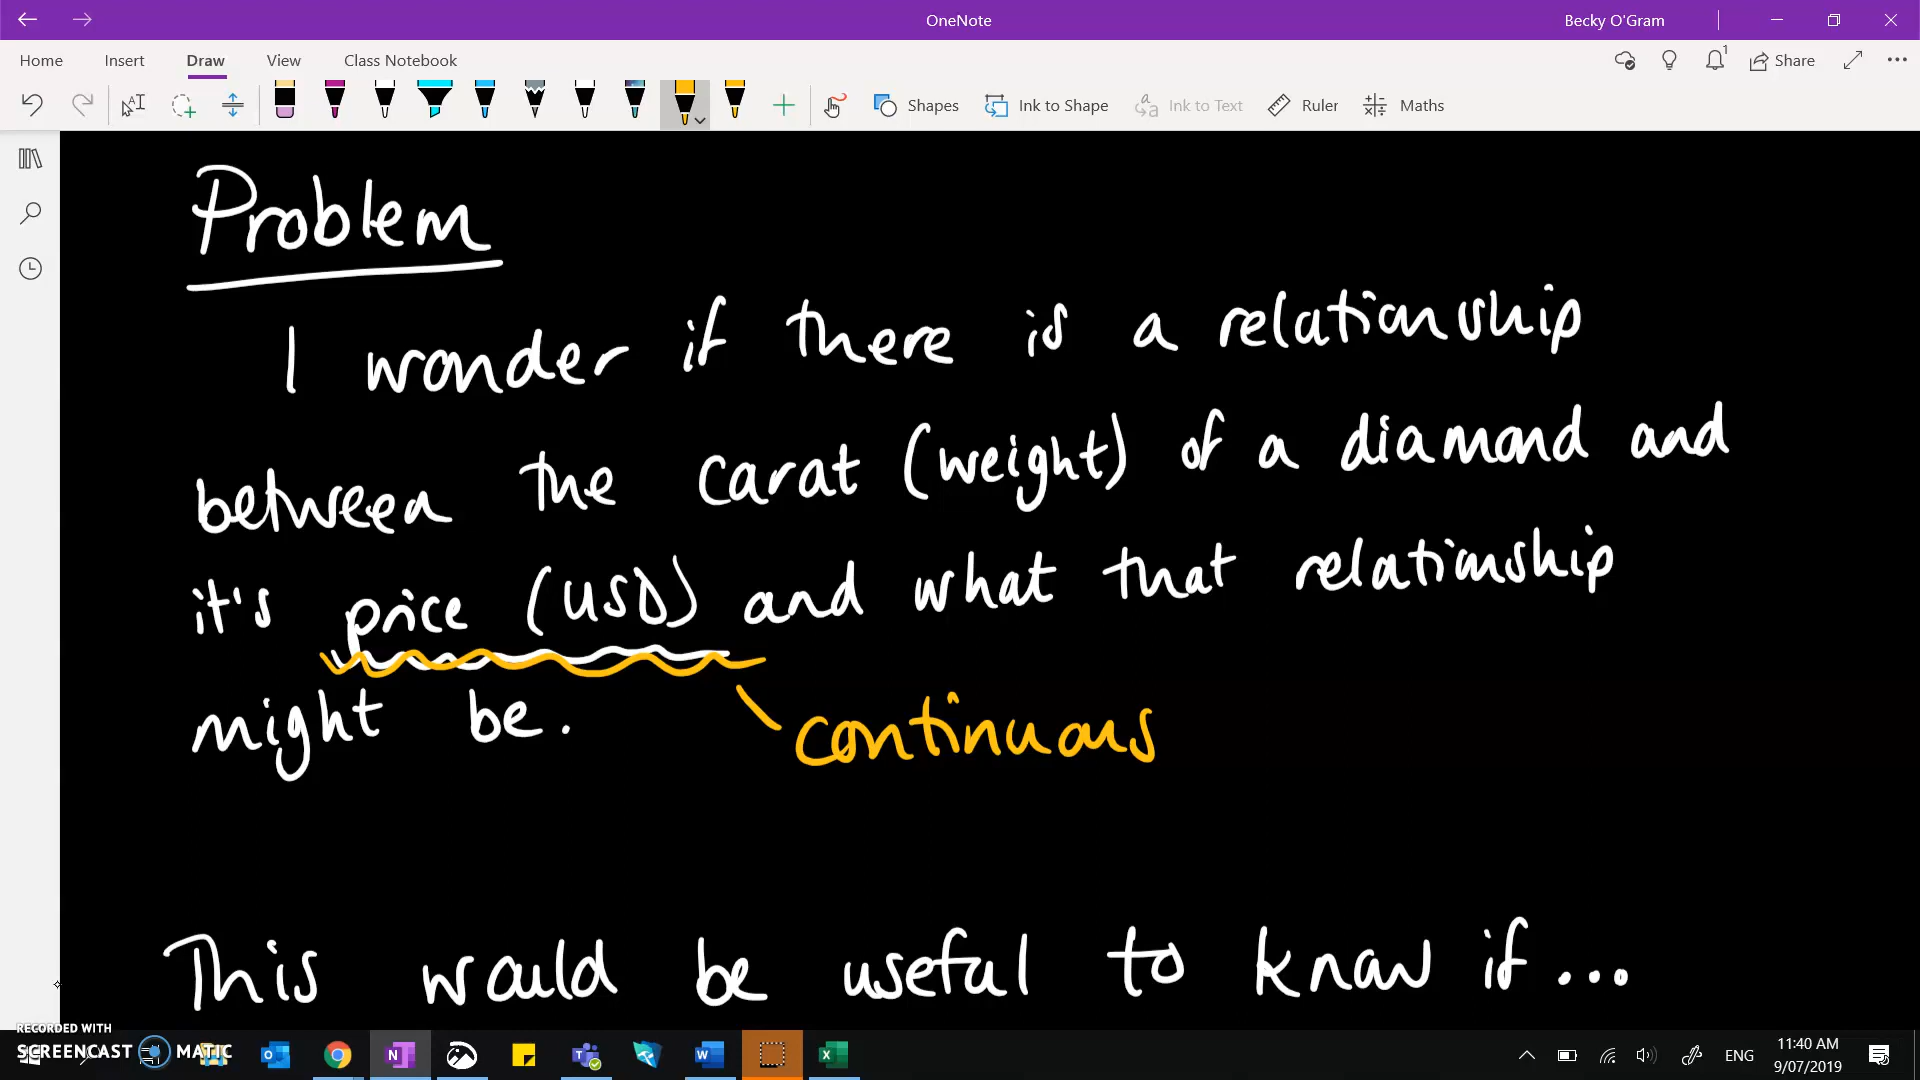 OneNote
Becky O'Gram
Home Insert Draw View Class Notebook
1
Share
Shapes Ink to Shape Ink to Text Ruler Maths
Problem
I wonder if there is a relationship
between the carat (weight) of a diamond and
it's price (USD) and what that relationship
might be.
continuous
This would be useful to know if...
RECORDED WITH
SCREENCAST MATIC
ENG
11:40 AM
9/07/2019